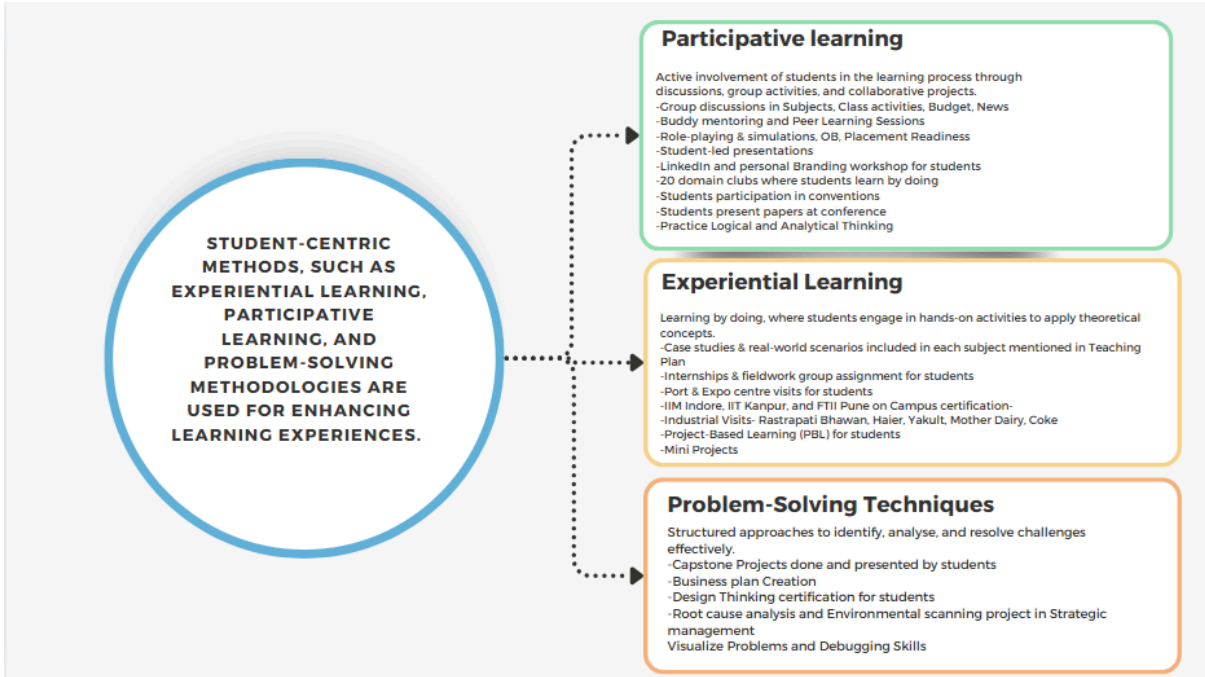 STUDENT-CENTRIC
METHODS, SUCH AS
EXPERIENTIAL LEARNING,
PARTICIPATIVE
LEARNING, AND
PROBLEM-SOLVING
METHODOLOGIES ARE
USED FOR ENHANCING
LEARNING EXPERIENCES.
Participative learning
Active involvement of students in the learning process through
discussions, group activities, and collaborative projects.
-Group discussions in Subjects, Class activities, Budget, News
-Buddy mentoring and Peer Learning Sessions
-Role-playing & simulations, OB, Placement Readiness
-Student-led presentations
-LinkedIn and personal Branding workshop for students
-20 domain clubs where students learn by doing
-Students participation in conventions
-Students present papers at conference
-Practice Logical and Analytical Thinking
Experiential Learning
Learning by doing, where students engage in hands-on activities to apply theoretical
concepts.
-Case studies & real-world scenarios included in each subject mentioned in Teaching
Plan
-Internships & fieldwork group assignment for students
-Port & Expo centre visits for students
-IIM Indore, IIT Kanpur, and FTII Pune on Campus certification-
-Industrial Visits- Rastrapati Bhawan, Haier, Yakult, Mother Dairy, Coke
-Project-Based Learning (PBL) for students
-Mini Projects
Problem-Solving Techniques
Structured approaches to identify, analyse, and resolve challenges
effectively.
-Capstone Projects done and presented by students
-Business plan Creation
-Design Thinking certification for students
-Root cause analysis and Environmental scanning project in Strategic
management
Visualize Problems and Debugging Skills